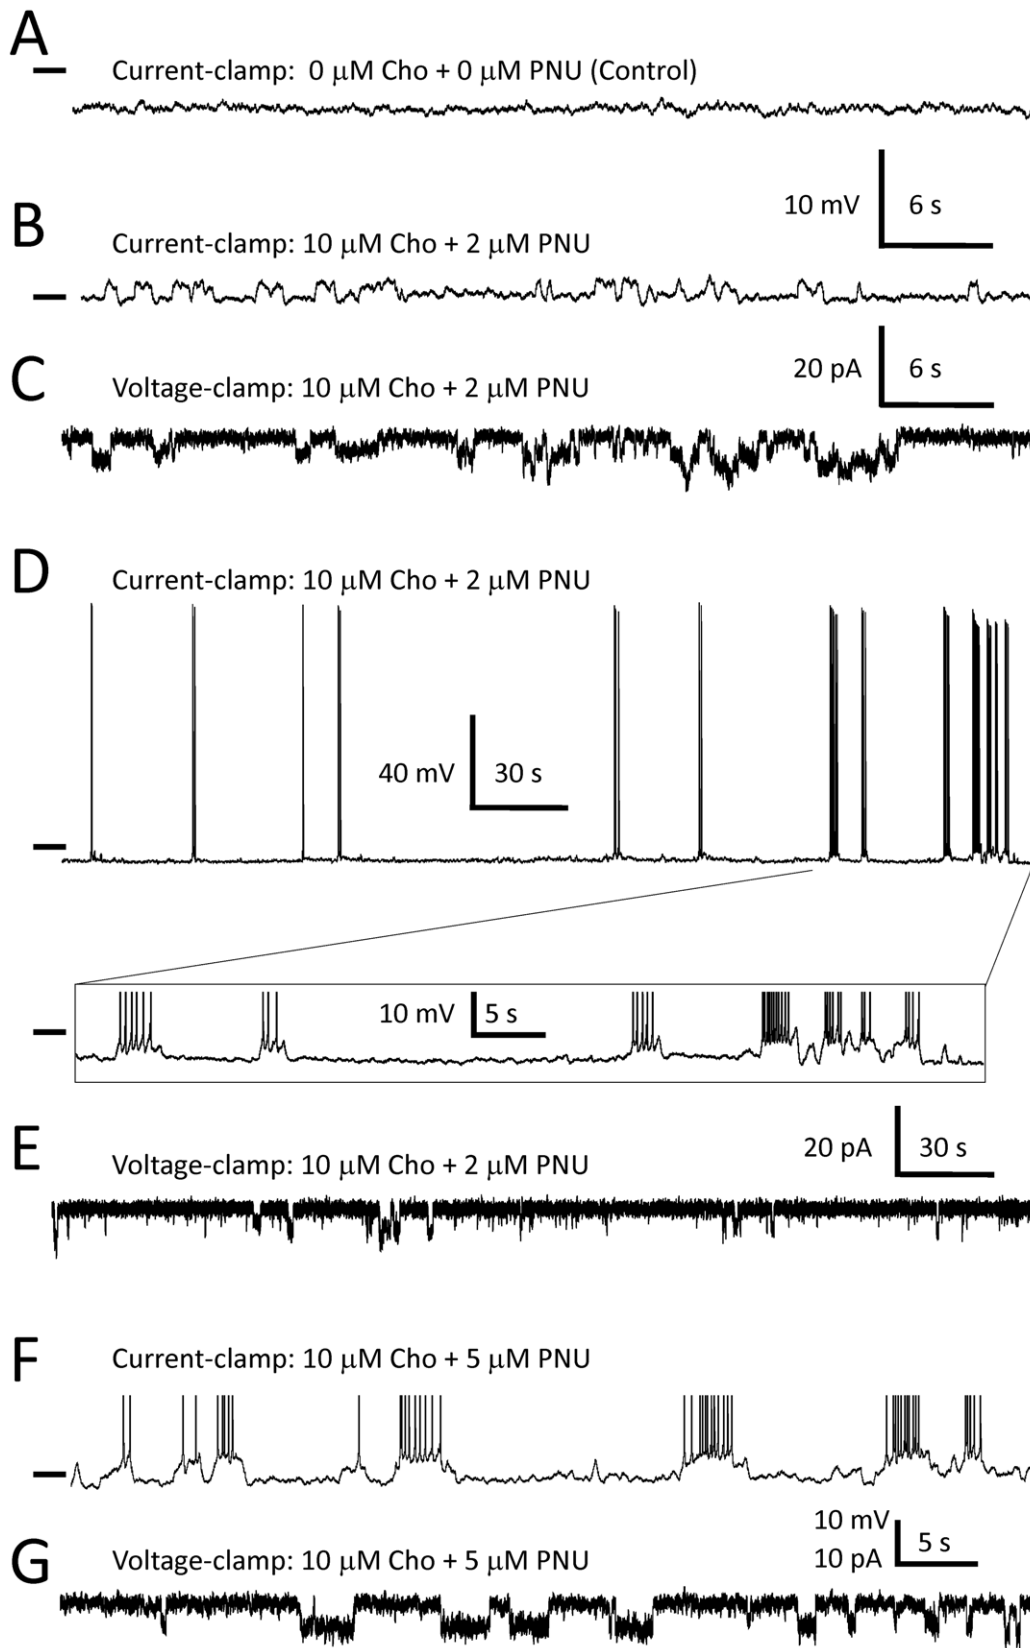 A
Current-clamp: 0 μM Cho + 0 μM PNU (Control)
10 mV
6 s
B
Current-clamp: 10 μM Cho + 2 μM PNU
20 pA
6 s
C
Voltage-clamp: 10 μM Cho + 2 μM PNU
D
Current-clamp: 10 μM Cho + 2 μM PNU
40 mV
30 s
10 mV
5 s
E
20 pA
30 s
Voltage-clamp: 10 μM Cho + 2 μM PNU
F
Current-clamp: 10 μM Cho + 5 μM PNU
10 mV
10 pA
5 s
G
Voltage-clamp: 10 μM Cho + 5 μM PNU